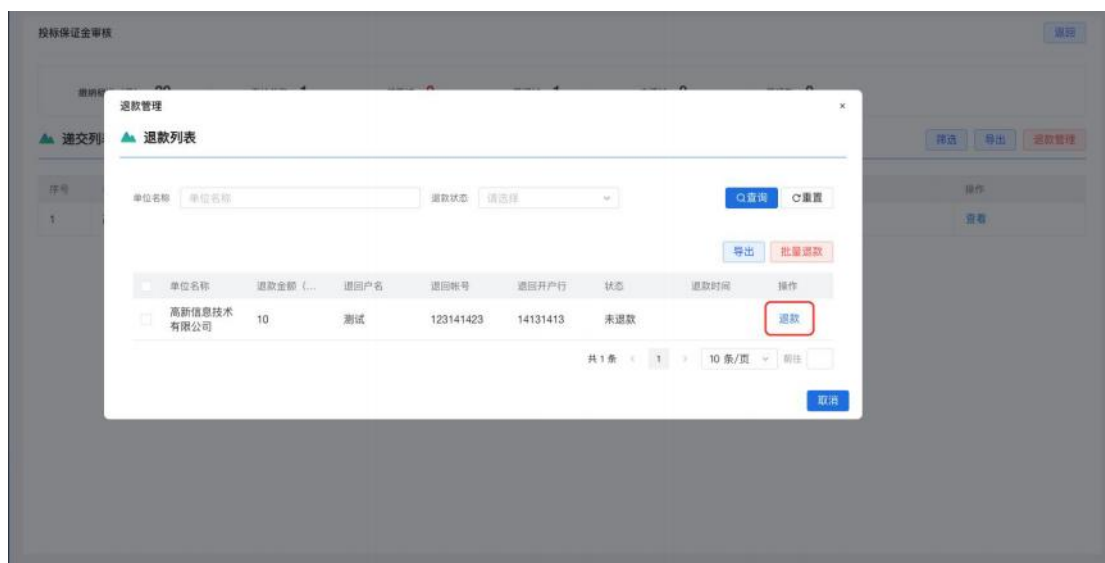 投标保证金审核
返回
退款管理
×
递交列
退款列表
筛选
导出
退款管理
单位名称
单位名称
退款状态
请选择
查询
重置
序号
操作
1
查看
导出
批量退款
单位名称
退款金额（...
退回户名
退回帐号
退回开户行
状态
退款时间
操作
高新信息技术
有限公司
10
测试
123141423
14131413
未退款
退款
共 1 条
1
10 条/页
前往
取消